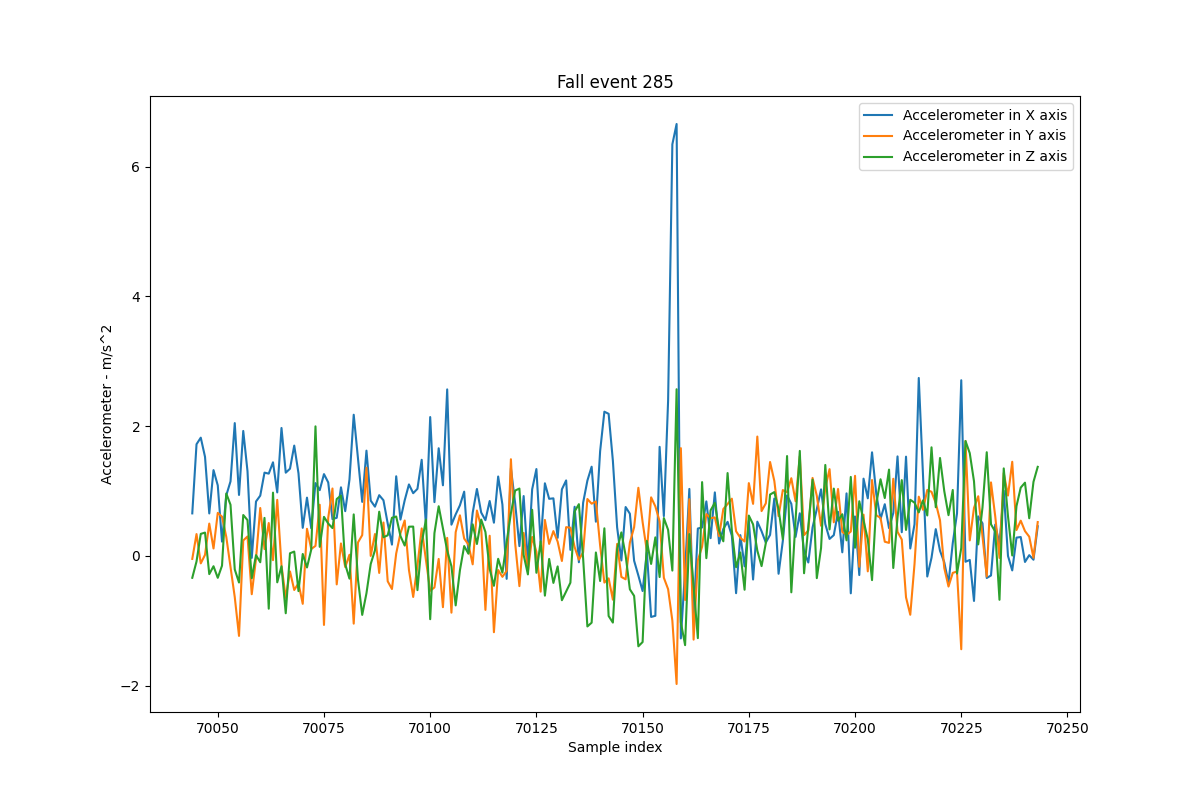 Fall event 285
Accelerometer in X axis
Accelerometer in Y axis
Accelerometer in Z axis
Accelerometer - m/s^2
6
4
2
0
−2
70050 70075 70100 70125 70150 70175 70200 70225 70250
Sample index